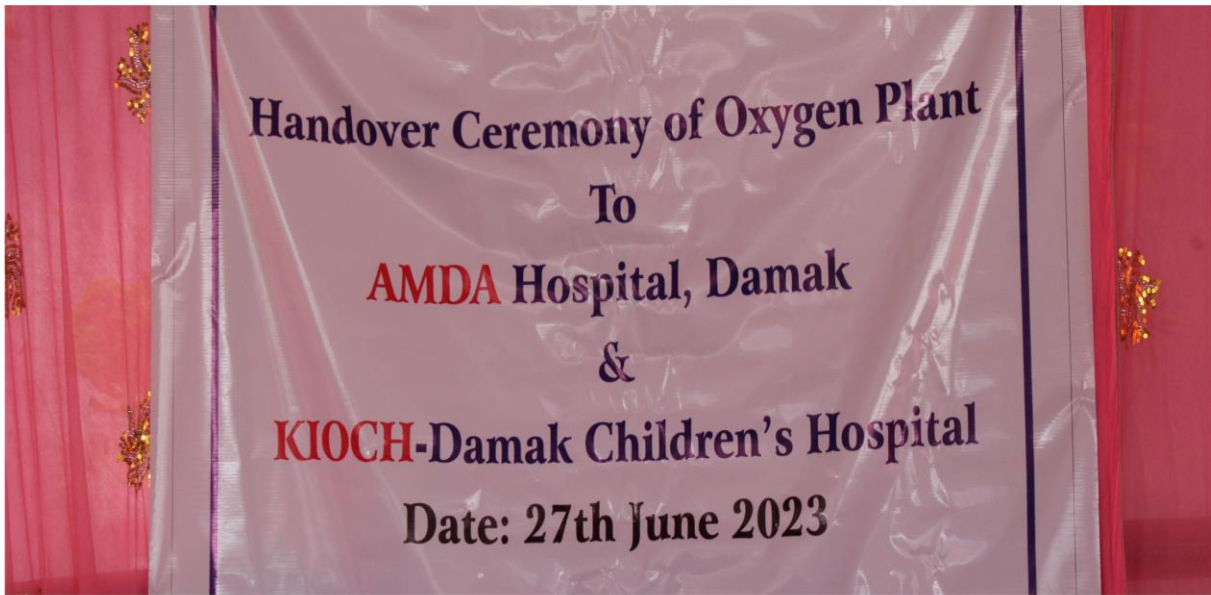 Handover Ceremony of Oxygen Plant
To
AMDA Hospital, Damak
&
KIOCH-Damak Children's Hospital
Date: 27th June 2023